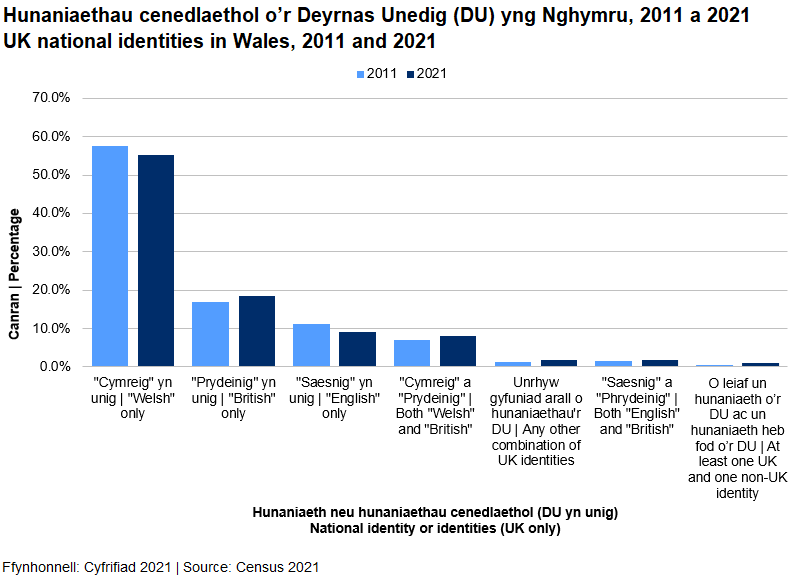 Hunaniaethau cenedlaethol o’r Deyrnas Unedig (DU) yng Nghymru, 2011 a 2021
UK national identities in Wales, 2011 and 2021
2011 2021
70.0%
60.0%
50.0%
40.0%
30.0%
20.0%
10.0%
0.0%
Canran | Percentage
"Cymreig" yn
unig | "Welsh"
only
"Prydeinig" yn
unig | "British"
only
"Saesnig" yn
unig | "English"
only
"Cymreig" a
"Prydeinig" |
Both "Welsh"
and "British"
Unrhyw
gyfuniad arall o
hunaniaethau'r
DU | Any other
combination of
UK identities
"Saesnig" a
"Phrydeinig" |
Both "English"
and "British"
O leiaf un
hunaniaeth o’r
DU ac un
hunaniaeth heb
fod o’r DU | At
least one UK
and one non-UK
identity
Hunaniaeth neu hunaniaethau cenedlaethol (DU yn unig)
National identity or identities (UK only)
Ffynhonnell: Cyfrifiad 2021 | Source: Census 2021